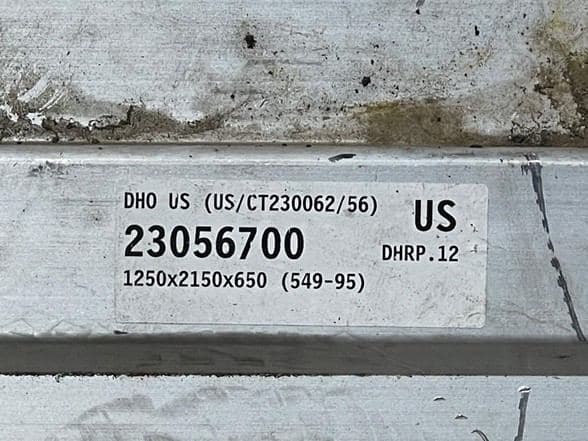 DHO US (US/CT230062/56)
US
23056700
DHRP.12
1250x2150x650 (549-95)